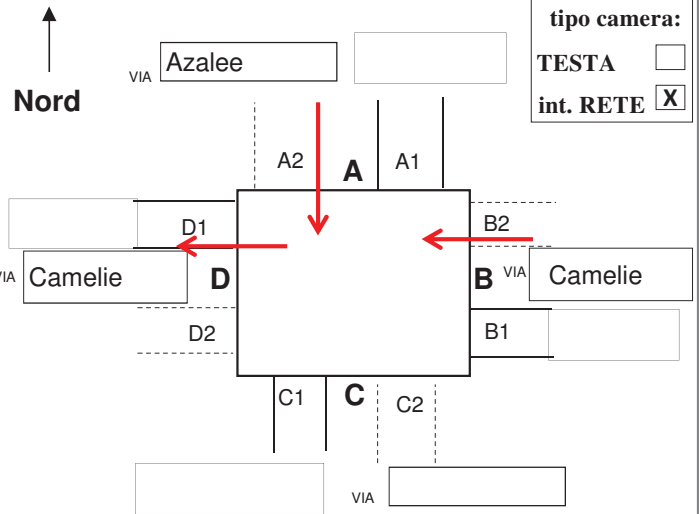 tipo camera:
VIA Azalee
TESTA
Nord
int. RETE X
A2 A A1
D1 B2
VIA Camelie D B VIA Camelie
D2 B1
C1 C C2
VIA